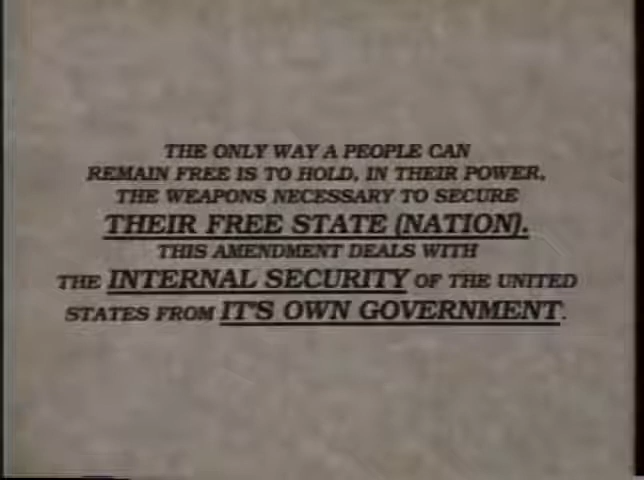 THE ONLY WAY A PEOPLE CAN
REMAIN FREE IS TO HOLD, IN THEIR POWER,
THE WEAPONS NECESSARY TO SECURE
THEIR FREE STATE (NATION).
THIS AMENDMENT DEALS WITH
THE INTERNAL SECURITY OF THE UNITED
STATES FROM IT'S OWN GOVERNMENT.